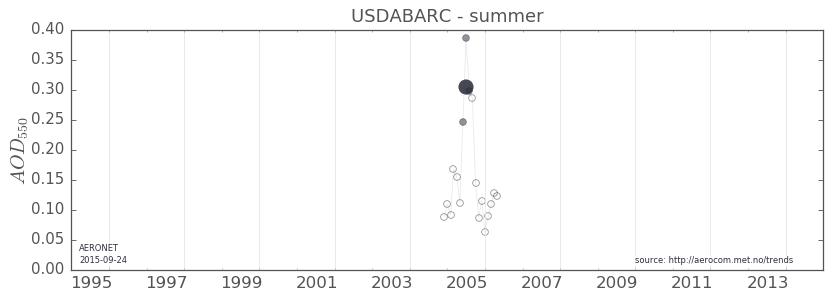 USDABARC - summer
0.40
0.35
0.30
0.25
0.20
0.15
0.10
0.05
0.00
AOD550
AERONET
2015-09-24
source: http://aerocom.met.no/trends
1995 1997 1999 2001 2003 2005 2007 2009 2011 2013